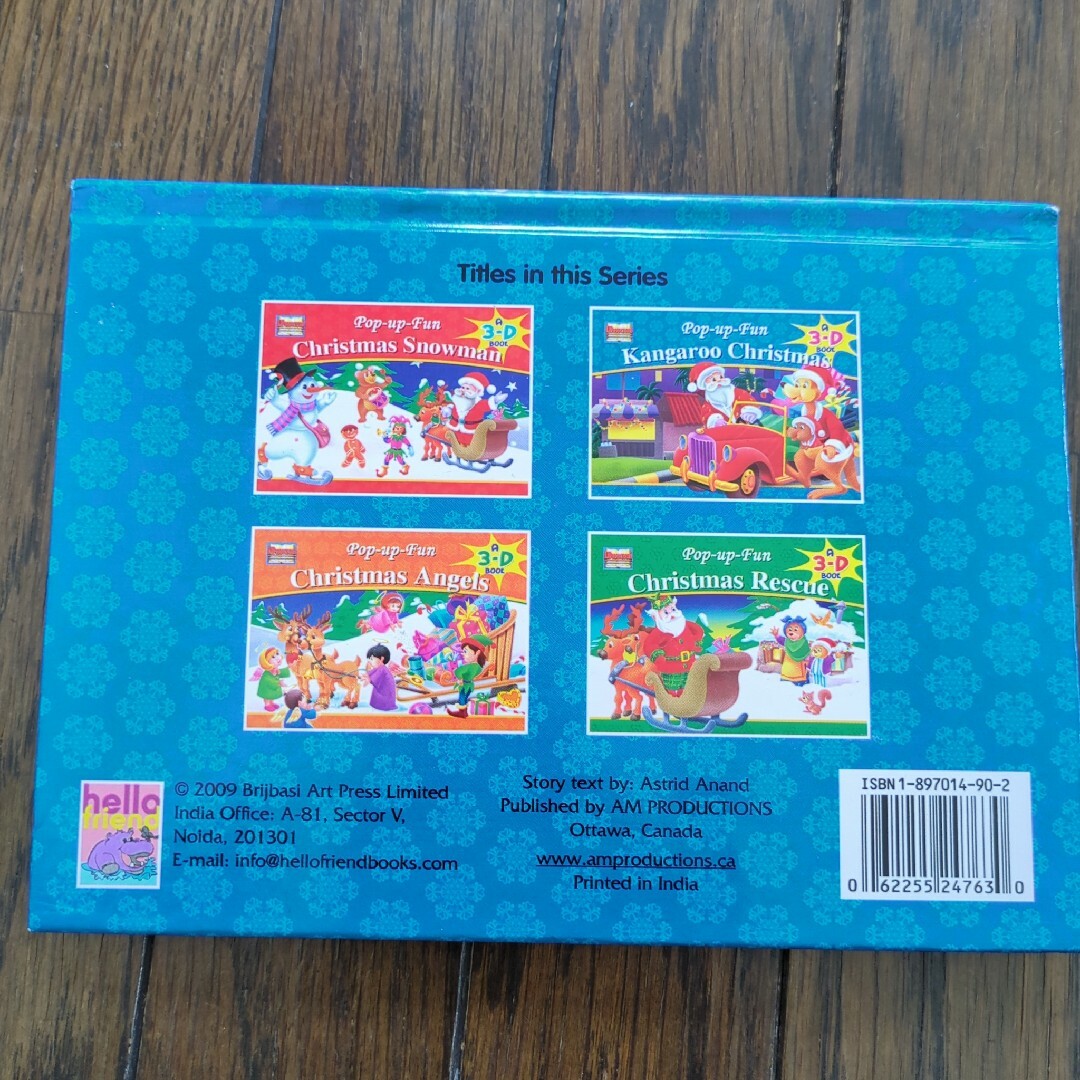 Titles in this Series
Pop-up-Fun
A
3-D
BOOK
Christmas Snowman
Pop-up-Fun
A
3-D
BOOK
Kangaroo Christmas
Pop-up-Fun
A
3-D
BOOK
Christmas Angels
Pop-up-Fun
A
3-D
BOOK
Christmas Rescue
hello
friend
© 2009 Brijbasi Art Press Limited
India Office: A-81, Sector V,
Noida, 201301
E-mail: info@hellofriendbooks.com
Story text by: Astrid Anand
Published by AM PRODUCTIONS
Ottawa, Canada
www.amproductions.ca
Printed in India
ISBN 1-897014-90-2
0 62255 24763 0